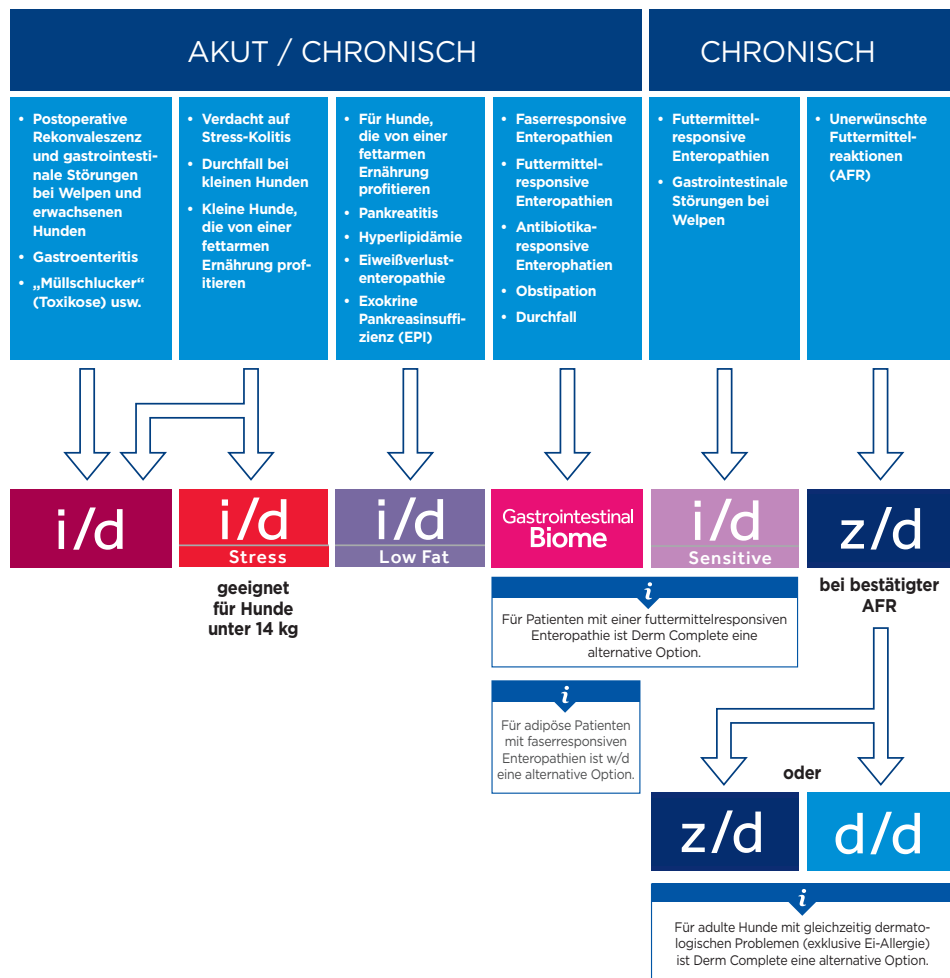 AKUT / CHRONISCH
CHRONISCH
• Postoperative
Rekonvaleszenz
und gastrointesti-
nale Störungen
bei Welpen und
erwachsenen
Hunden
• Gastroenteritis
• „Müllschlucker“
(Toxikose) usw.
• Verdacht auf
Stress-Kolitis
• Durchfall bei
kleinen Hunden
• Kleine Hunde,
die von einer
fettarmen
Ernährung prof-
itieren
• Für Hunde,
die von einer
fettarmen
Ernährung
profitieren
• Pankreatitis
• Hyperlipidämie
• Eiweißverlust-
enteropathie
• Exokrine
Pankreasinsuffi-
zienz (EPI)
• Faserresponsive
Enteropathien
• Futtermittel-
responsive
Enteropathien
• Antibiotika-
responsive
Enterophatien
• Obstipation
• Durchfall
• Futtermittel-
responsive
Enteropathien
• Gastrointestinale
Störungen bei
Welpen
• Unerwünschte
Futtermittel-
reaktionen
(AFR)
i/d
i/d
Stress
i/d
Low Fat
Gastrointestinal
Biome
i/d
Sensitive
z/d
geeignet
für Hunde
unter 14 kg
i
Für Patienten mit einer futtermittelresponsiven
Enteropathie ist Derm Complete eine
alternative Option.
bei bestätigter
AFR
i
Für adipöse Patienten
mit faserresponsiven
Enteropathien ist w/d
eine alternative Option.
oder
z/d
d/d
i
Für adulte Hunde mit gleichzeitig dermato-
logischen Problemen (exklusive Ei-Allergie)
ist Derm Complete eine alternative Option.